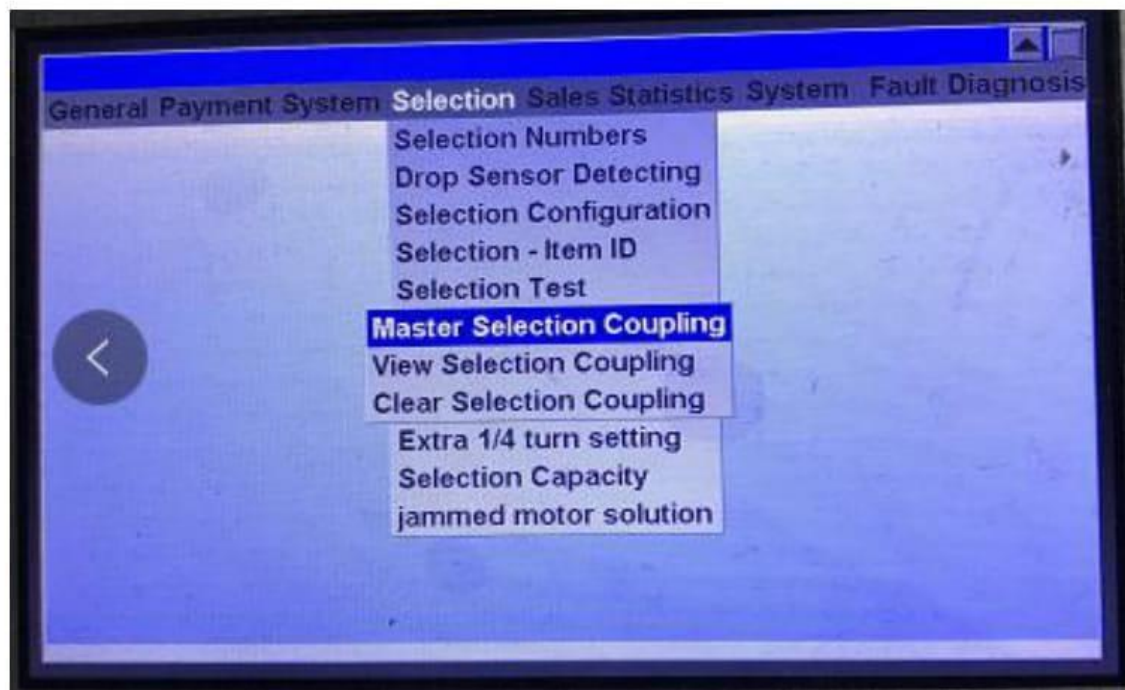 General Payment System Selection Sales Statistics System Fault Diagnosis
Selection Numbers
Drop Sensor Detecting
Selection Configuration
Selection - Item ID
Selection Test
Master Selection Coupling
View Selection Coupling
Clear Selection Coupling
Extra 1/4 turn setting
Selection Capacity
jammed motor solution